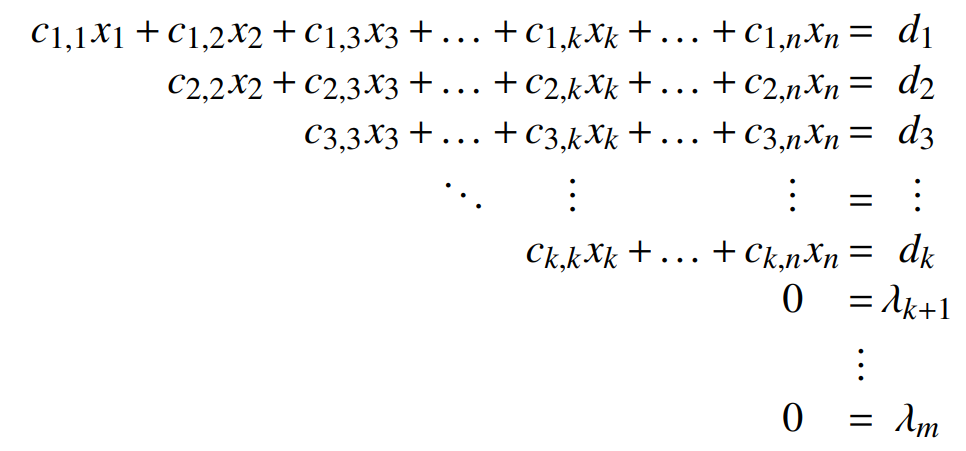 c₁,₁x₁ + c₁,₂x₂ + c₁,₃x₃ + … + c₁,ₖxₖ + … + c₁,ₙxₙ = d₁
c₂,₂x₂ + c₂,₃x₃ + … + c₂,ₖxₖ + … + c₂,ₙxₙ = d₂
c₃,₃x₃ + … + c₃,ₖxₖ + … + c₃,ₙxₙ = d₃
⋱ ⋮ ⋮ = ⋮
cₖ,ₖxₖ + … + cₖ,ₙxₙ = dₖ
0 = λₖ₊₁
⋮
0 = λₘ